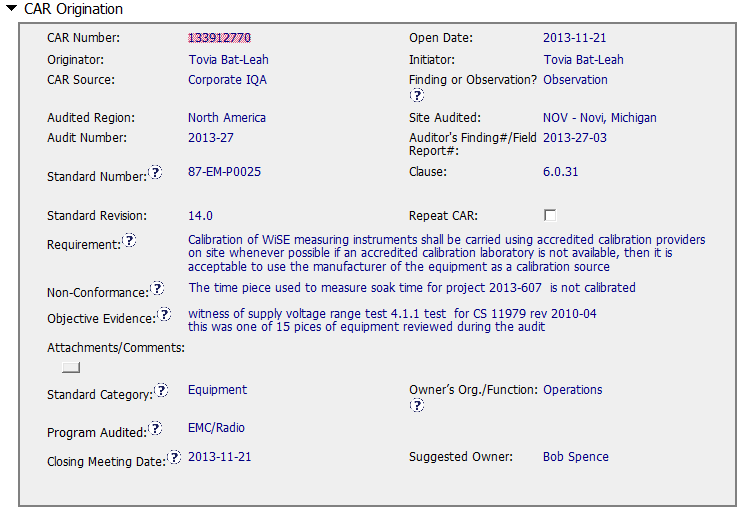 CAR Origination
CAR Number: 133912770 Open Date: 2013-11-21
Originator: Tovia Bat-Leah Initiator: Tovia Bat-Leah
CAR Source: Corporate IQA Finding or Observation? Observation
Audited Region: North America Site Audited: NOV - Novi, Michigan
Audit Number: 2013-27 Auditor's Finding#/Field 2013-27-03
Report#:
Standard Number: 87-EM-P0025 Clause: 6.0.31
Standard Revision: 14.0 Repeat CAR:
Requirement: Calibration of WiSE measuring instruments shall be carried using accredited calibration providers
on site whenever possible if an accredited calibration laboratory is not available, then it is
acceptable to use the manufacturer of the equipment as a calibration source
Non-Conformance: The time piece used to measure soak time for project 2013-607 is not calibrated
Objective Evidence: witness of supply voltage range test 4.1.1 test for CS 11979 rev 2010-04
this was one of 15 pices of equipment reviewed during the audit
Attachments/Comments:
Standard Category: Equipment Owner's Org./Function: Operations
Program Audited: EMC/Radio
Closing Meeting Date: 2013-11-21 Suggested Owner: Bob Spence